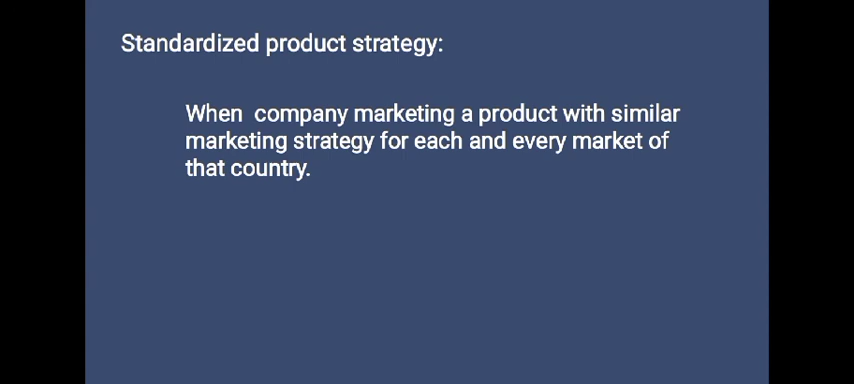 Standardized product strategy:
When company marketing a product with similar
marketing strategy for each and every market of
that country.